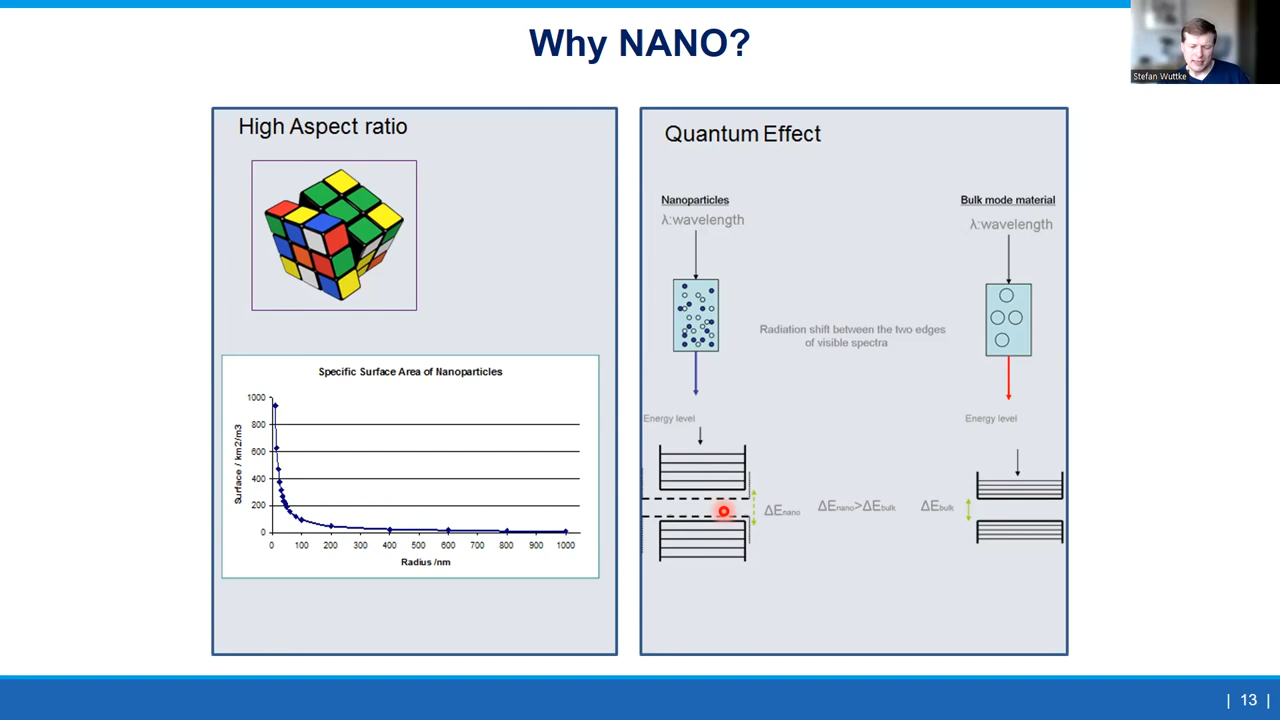 Why NANO?
Stefan Wuttke
High Aspect ratio
Specific Surface Area of Nanoparticles
Surface / km2/m3
1000
800
600
400
200
0
0 100 200 300 400 500 600 700 800 900 1000
Radius /nm
Quantum Effect
Nanoparticles
λ:wavelength
Bulk mode material
λ:wavelength
Radiation shift between the two edges
of visible spectra
Energy level
Energy level
ΔEnano
ΔEnano>ΔEbulk
ΔEbulk
| 13 |